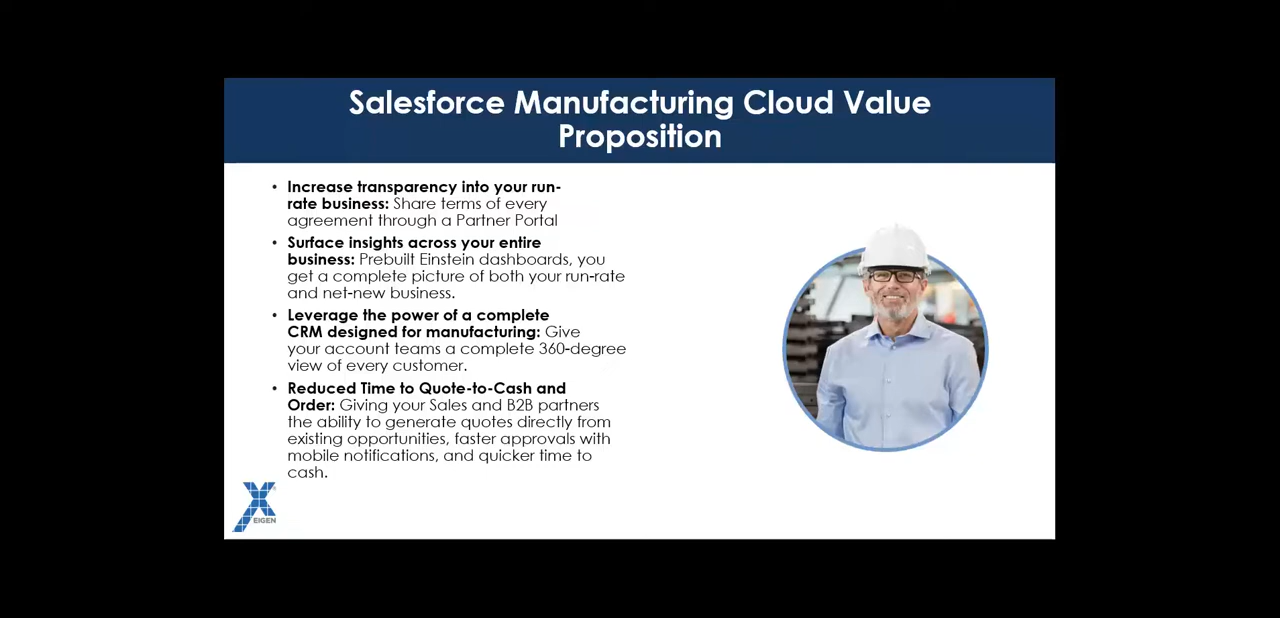 Salesforce Manufacturing Cloud Value
Proposition
• Increase transparency into your run-
rate business: Share terms of every
agreement through a Partner Portal
• Surface insights across your entire
business: Prebuilt Einstein dashboards, you
get a complete picture of both your run-rate
and net-new business.
• Leverage the power of a complete
CRM designed for manufacturing: Give
your account teams a complete 360-degree
view of every customer.
• Reduced Time to Quote-to-Cash and
Order: Giving your Sales and B2B partners
the ability to generate quotes directly from
existing opportunities, faster approvals with
mobile notifications, and quicker time to
cash.
EIGEN